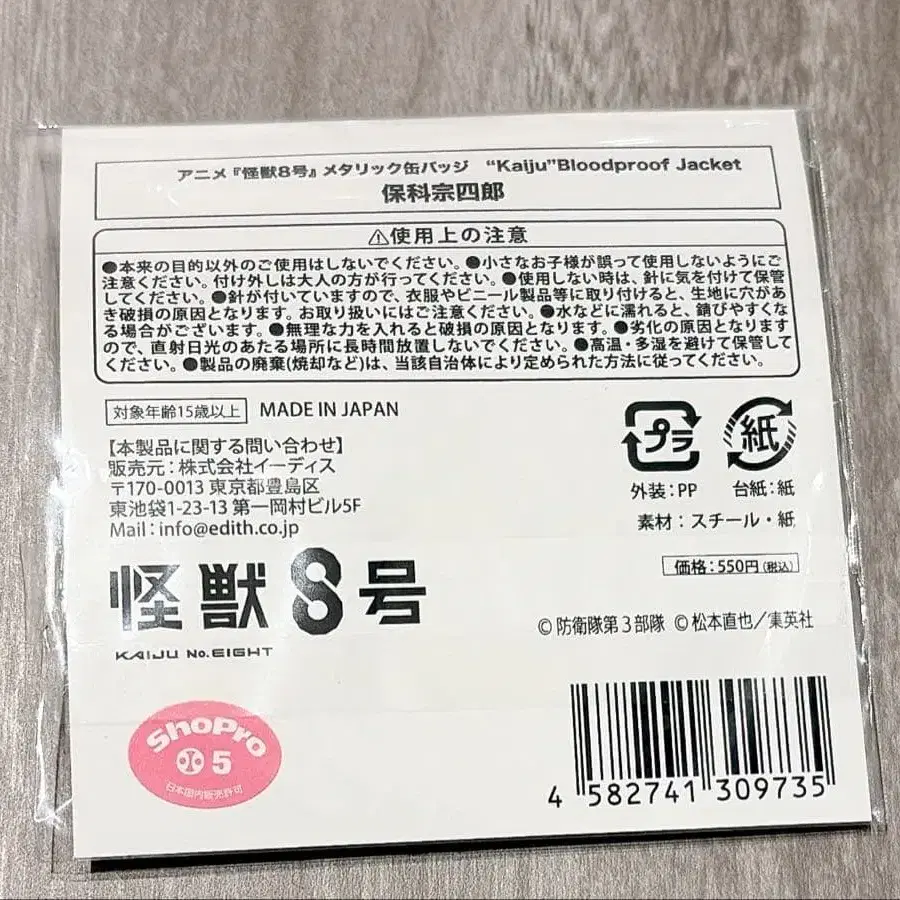 アニメ『怪獣8号』メタリック缶バッジ “Kaiju”Bloodproof Jacket
保科宗四郎
⚠使用上の注意
●本来の目的以外のご使用はしないでください。●小さなお子様が誤って使用しないようにご
注意ください。付け外しは大人の方が行ってください。●使用しない時は、針に気を付けて保管
してください。●針が付いていますので、衣服やビニール製品等に取り付けると、生地に穴があ
き破損の原因となります。お取り扱いにはご注意ください。●水などに濡れると、錆びやすくな
る場合がございます。●無理な力を入れると破損の原因となります。●劣化の原因となります
ので、直射日光のあたる場所に長時間放置しないでください。●高温・多湿を避けて保管して
ください。●製品の廃棄(焼却など)は、当該自治体により定められた方法に従ってください。
対象年齢15歳以上 MADE IN JAPAN
【本製品に関する問い合わせ】
販売元：株式会社イーディス
〒170-0013 東京都豊島区
東池袋1-23-13 第一岡村ビル5F
Mail：info@edith.co.jp
プラ
紙
外装：PP 台紙：紙
素材：スチール・紙
価格：550円(税込)
怪獣8号
KAIJU No.EIGHT
©防衛隊第3部隊 ©松本直也／集英社
ShoPro
5
日本国内販売許可
4 582741 309735